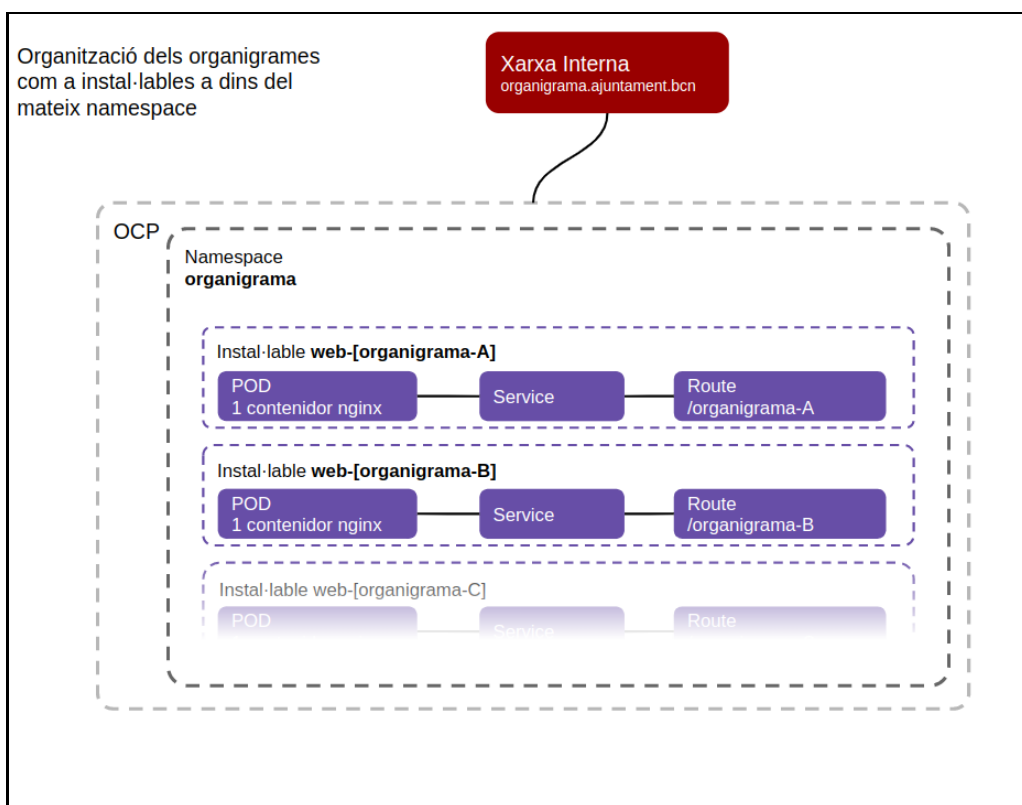 Organització dels organigrames
com a instal·lables a dins del
mateix namespace
Xarxa Interna
organigrama.ajuntament.bcn
OCP
Namespace
organigrama
Instal·lable web-[organigrama-A]
POD
1 contenidor nginx
Service
Route
/organigrama-A
Instal·lable web-[organigrama-B]
POD
1 contenidor nginx
Service
Route
/organigrama-B
Instal·lable web-[organigrama-C]
POD
Service
Route